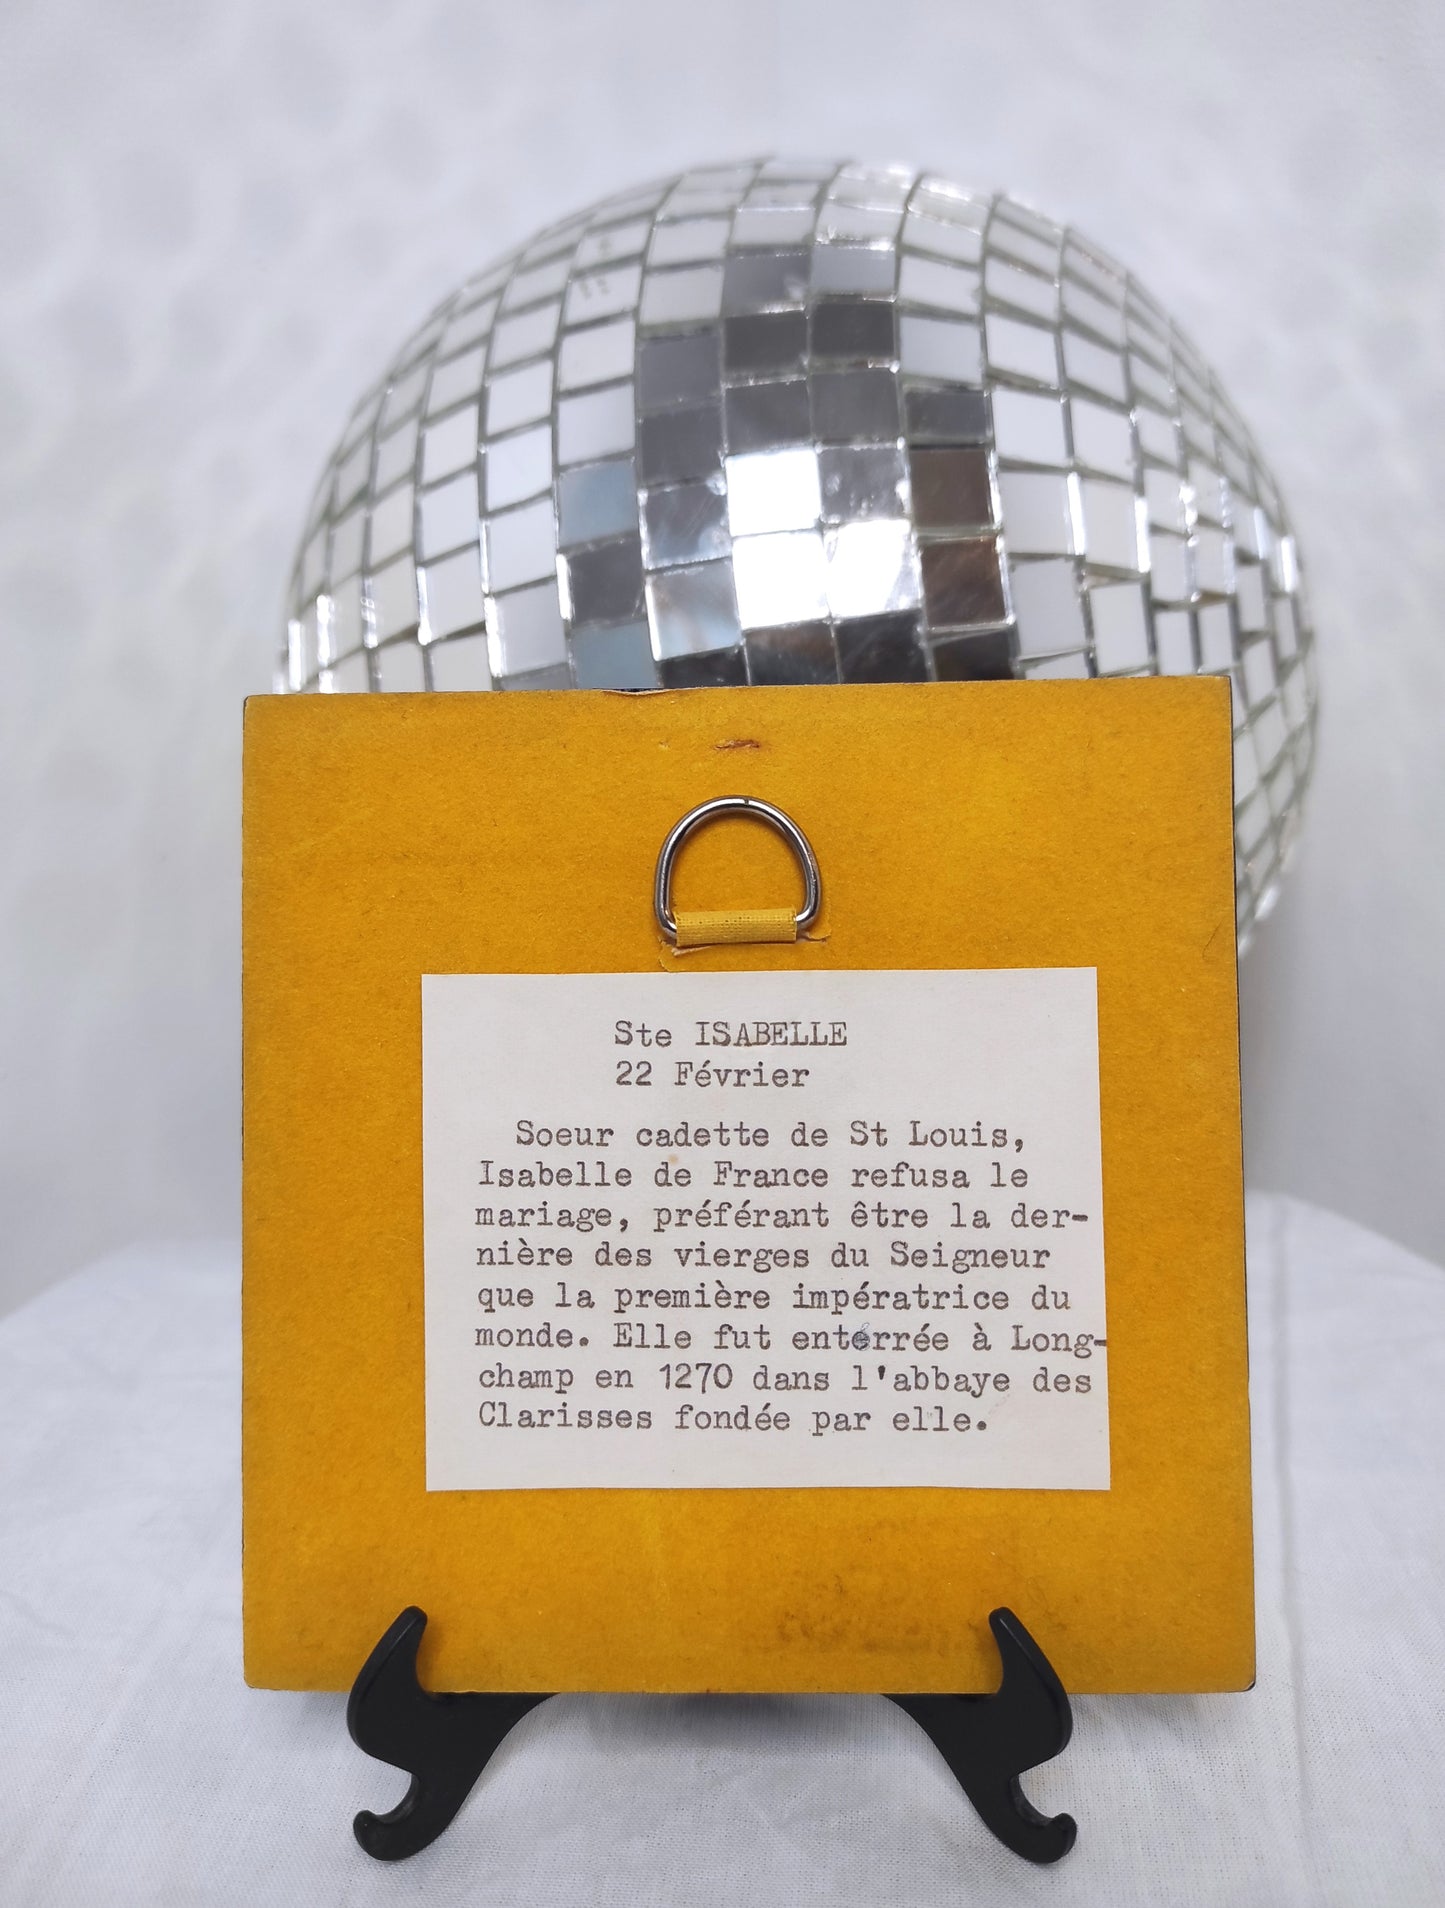 Ste ISABELLE
22 Février
Soeur cadette de St Louis,
Isabelle de France refusa le
mariage, préférant être la der-
nière des vierges du Seigneur
que la première impératrice du
monde. Elle fut enterrée à Long-
champ en 1270 dans l'abbaye des
Clarisses fondée par elle.